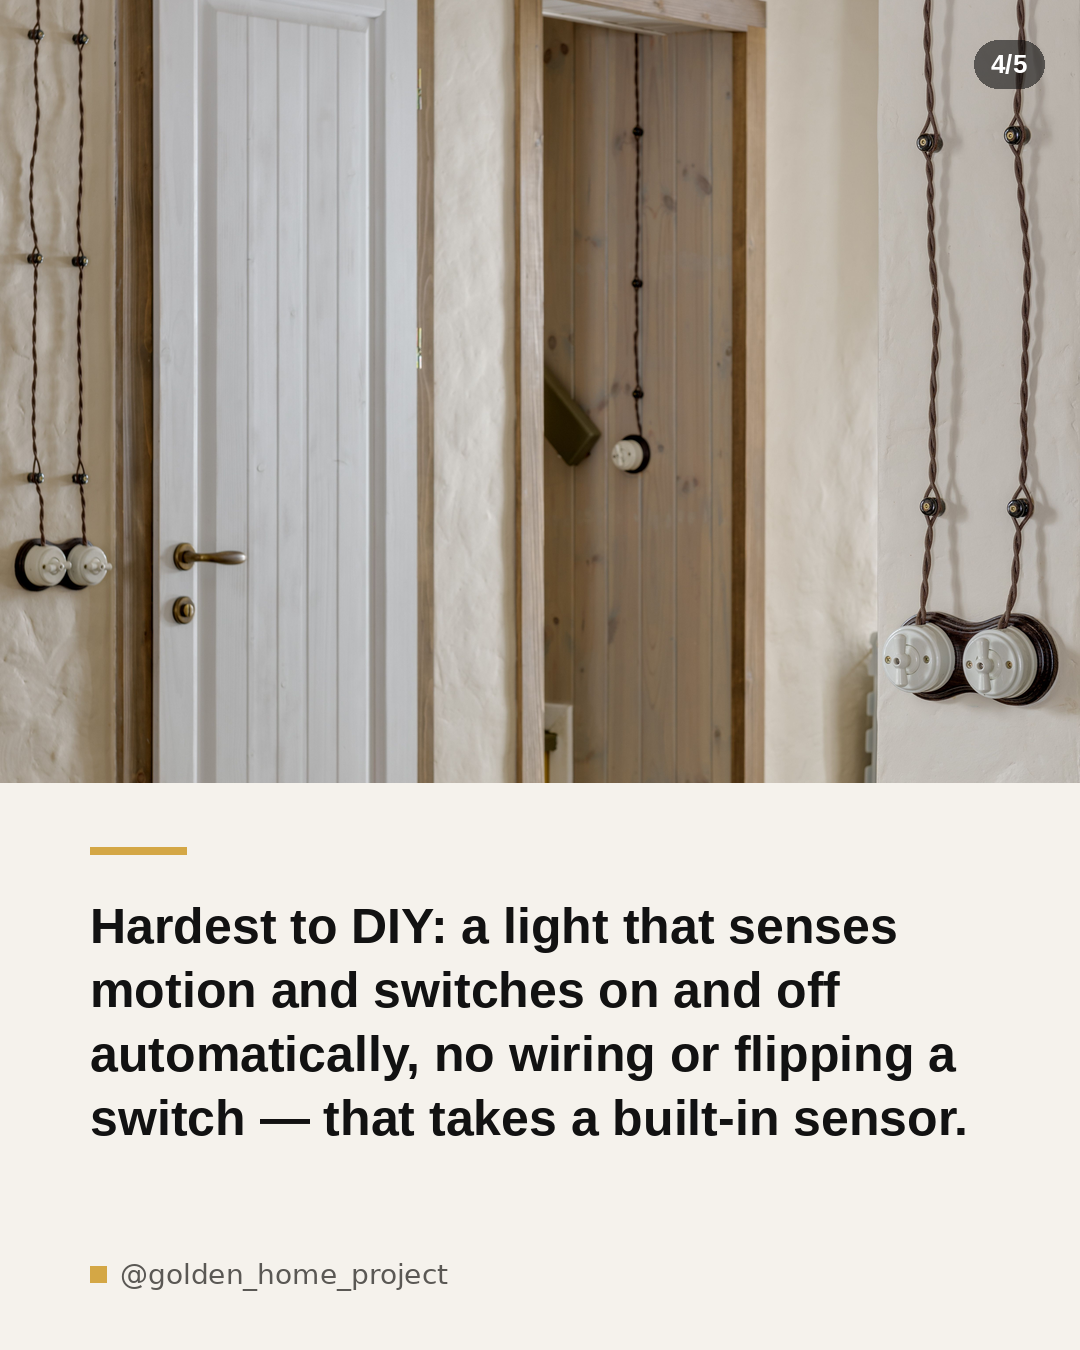 4/5
Hardest to DIY: a light that senses
motion and switches on and off
automatically, no wiring or flipping a
switch — that takes a built-in sensor.
@golden_home_project